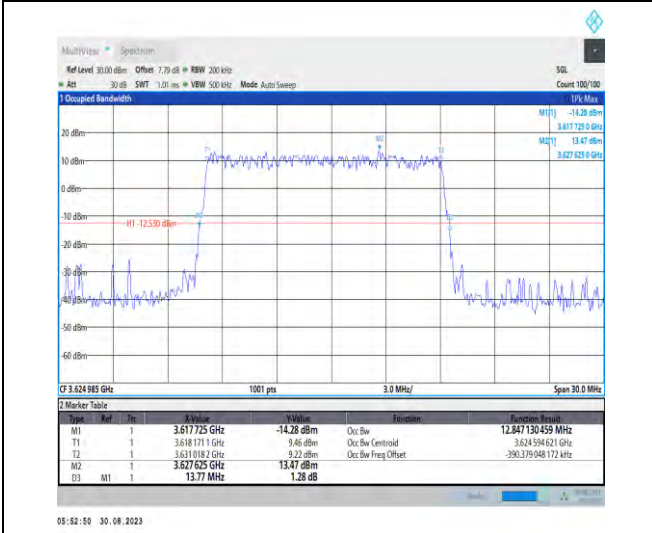 MultiView Spectrum
Ref Level 30.00 dBm Offset 7.79 dB RBW 200 kHz SGL
Att 30 dB SWT 1.01 ms VBW 500 kHz Mode Auto Sweep Count 100/100
1 Occupied Bandwidth 1Pk Max
M1[1] -14.28 dBm
3.617 725 0 GHz
20 dBm
M2[1] 13.47 dBm
3.627 625 0 GHz
M2
T1
T2
10 dBm
0 dBm
-10 dBm
H1 -12.530 dBm
-20 dBm
-30 dBm
-40 dBm
-50 dBm
-60 dBm
CF 3.624 985 GHz 1001 pts 3.0 MHz/ Span 30.0 MHz
2 Marker Table
Type Ref Trc X-Value Y-Value Function Function Result
M1 1 3.617725 GHz -14.28 dBm Occ Bw 12.847 130 459 MHz
T1 1 3.618 171 1 GHz 9.46 dBm Occ Bw Centroid 3.624 594 621 GHz
T2 1 3.631 018 2 GHz 9.22 dBm Occ Bw Freq Offset -390.379 048 172 kHz
M2 1 3.627625 GHz 13.47 dBm
D3 M1 1 13.77 MHz 1.28 dB
05:52:50 30.08.2023